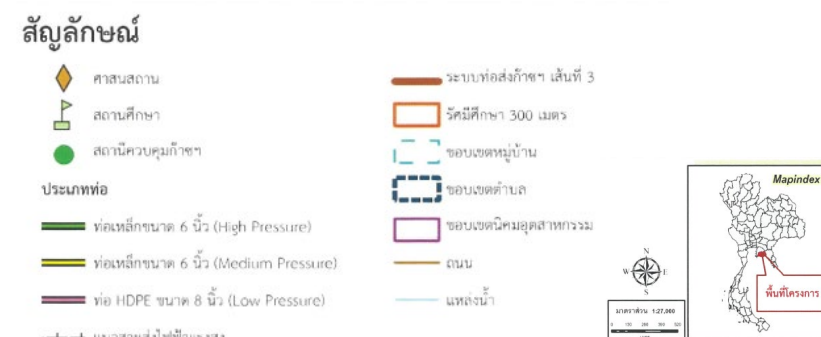 สัญลักษณ์
ศาสนสถาน
สถานศึกษา
สถานีควบคุมก๊าซฯ
ประเภทท่อ
ท่อเหล็กขนาด 6 นิ้ว (High Pressure)
ท่อเหล็กขนาด 6 นิ้ว (Medium Pressure)
ท่อ HDPE ขนาด 8 นิ้ว (Low Pressure)
ระบบท่อส่งก๊าซฯ เส้นที่ 3
รัศมีศึกษา 300 เมตร
ขอบเขตหมู่บ้าน
ขอบเขตตำบล
ขอบเขตนิคมอุตสาหกรรม
ถนน
แหล่งน้ำ
N
W E
S
มาตราส่วน 1:27,000
Mapindex
พื้นที่โครงการ